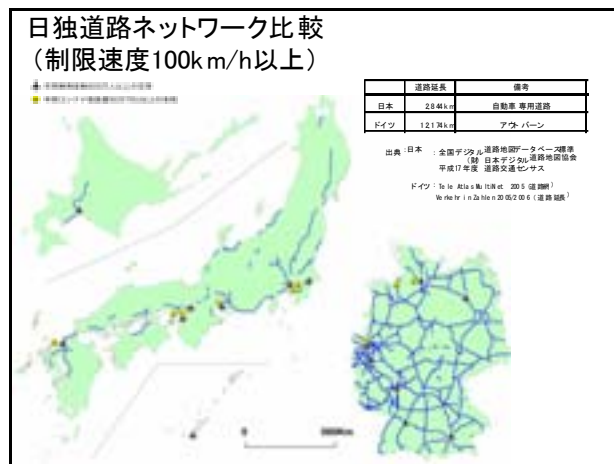 日独道路ネットワーク比較
（制限速度100km/h以上）
道路延長 備考
日本 2,844km 自動車専用道路
ドイツ 12,174km アウトバーン
出典：日本 ：全国デジタル道路地図データベース標準
（財）日本デジタル道路地図協会
平成17年度 道路交通センサス
ドイツ：Tele Atlas MultiNet 2005（道路網）
Verkehr in Zahlen 2005/2006（道路延長）
0